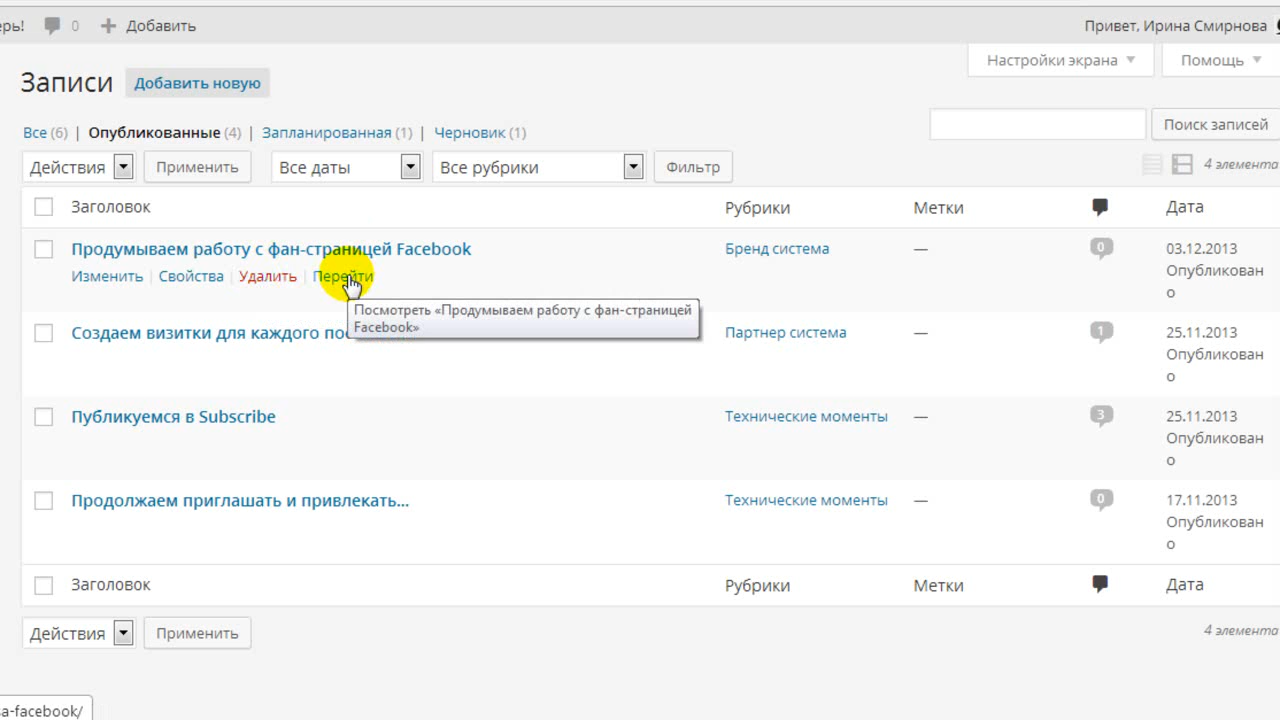 ерь! 0 + Добавить Привет, Ирина Смирнова
Настройки экрана Помощь
Записи Добавить новую
Все (6) | Опубликованные (4) | Запланированная (1) | Черновик (1)
Поиск записей
Действия Применить Все даты Все рубрики Фильтр 4 элемента
Заголовок Рубрики Метки Дата
Продумываем работу с фан-страницей Facebook Бренд система — 0 03.12.2013
Изменить | Свойства | Удалить | Перейти Опубликован
о
Посмотреть «Продумываем работу с фан-страницей
Facebook»
Создаем визитки для каждого Партнер система — 1 25.11.2013
Опубликован
о
Публикуемся в Subscribe Технические моменты — 3 25.11.2013
Опубликован
о
Продолжаем приглашать и привлекать... Технические моменты — 0 17.11.2013
Опубликован
о
Заголовок Рубрики Метки Дата
Действия Применить 4 элемента
sa-facebook/